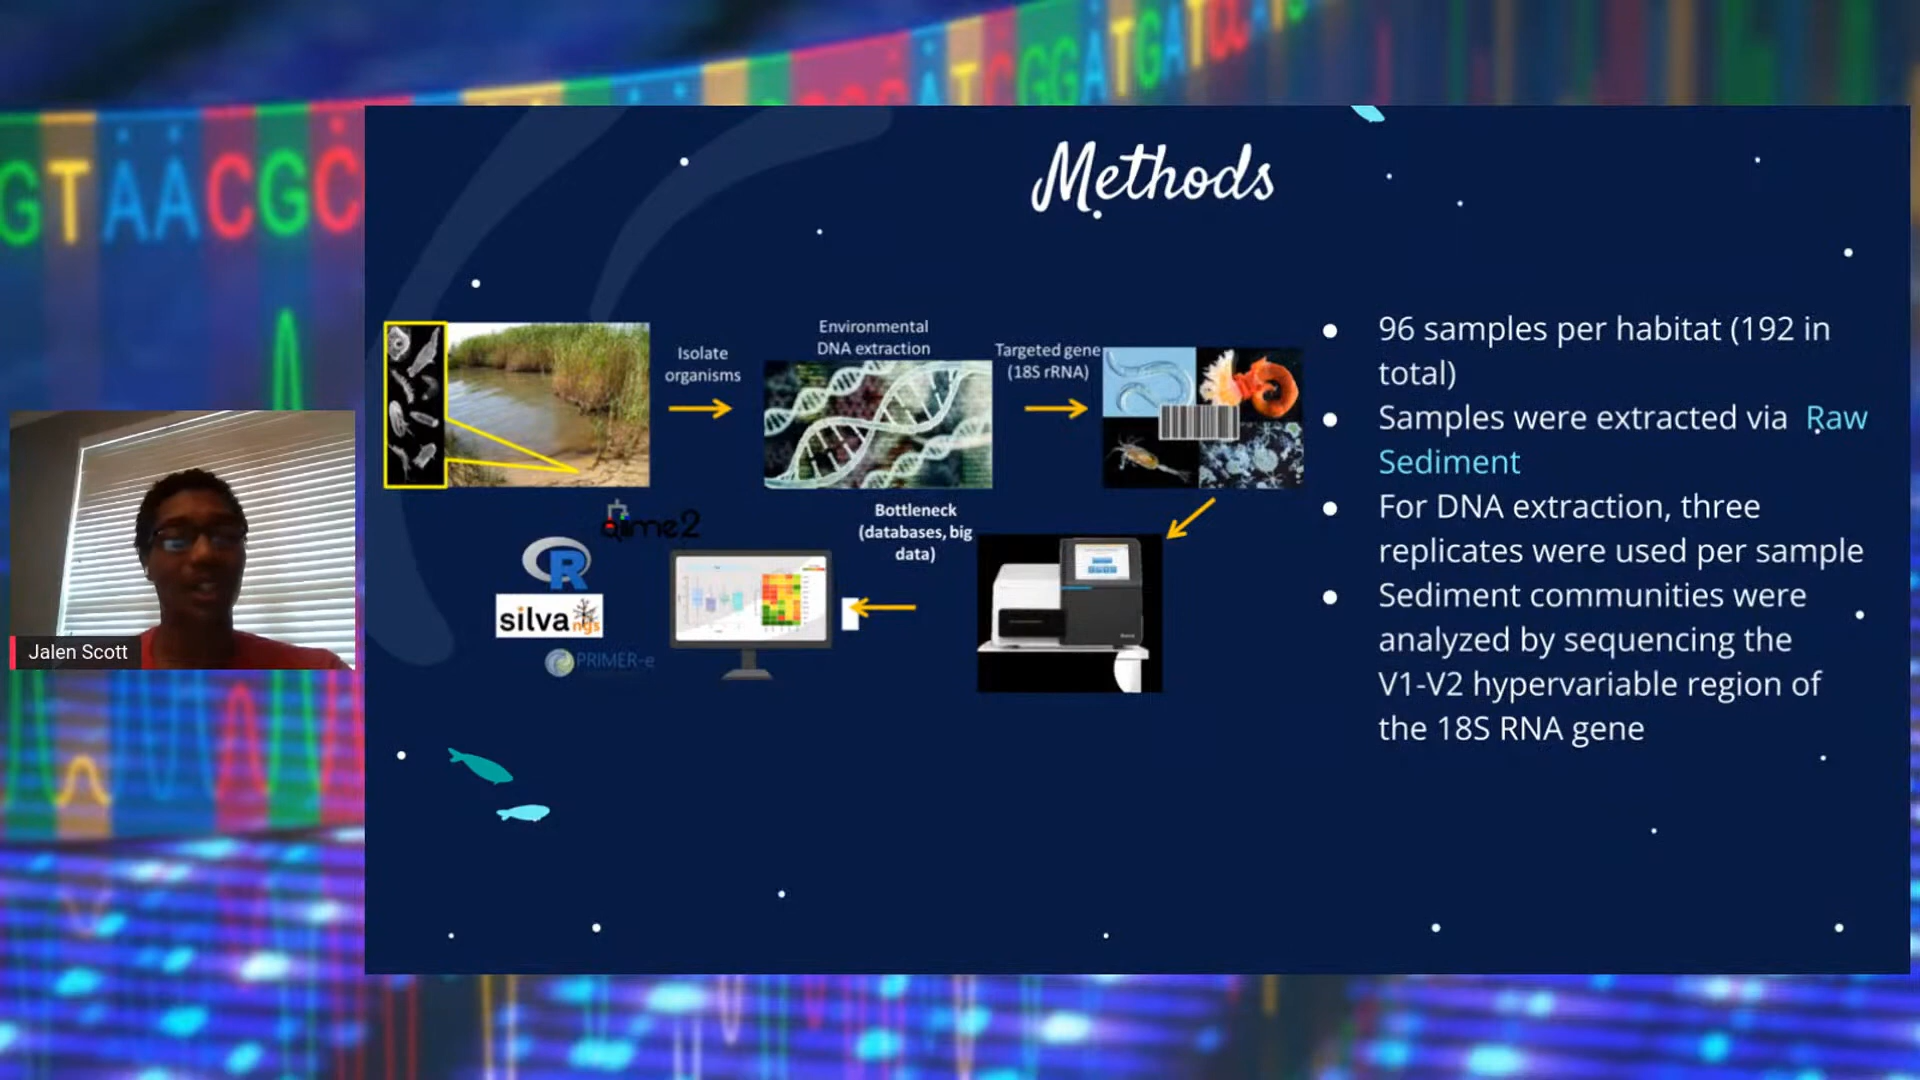 GGATGAT
GTAACGC
Methods
Isolate
organisms
Environmental
DNA extraction
Targeted gene
(18S rRNA)
Bottleneck
(databases, big
data)
qiime2
R
silva
ngs
PRIMER-e
● 96 samples per habitat (192 in
total)
● Samples were extracted via Raw
Sediment
● For DNA extraction, three
replicates were used per sample
● Sediment communities were
analyzed by sequencing the
V1-V2 hypervariable region of
the 18S RNA gene
Jalen Scott